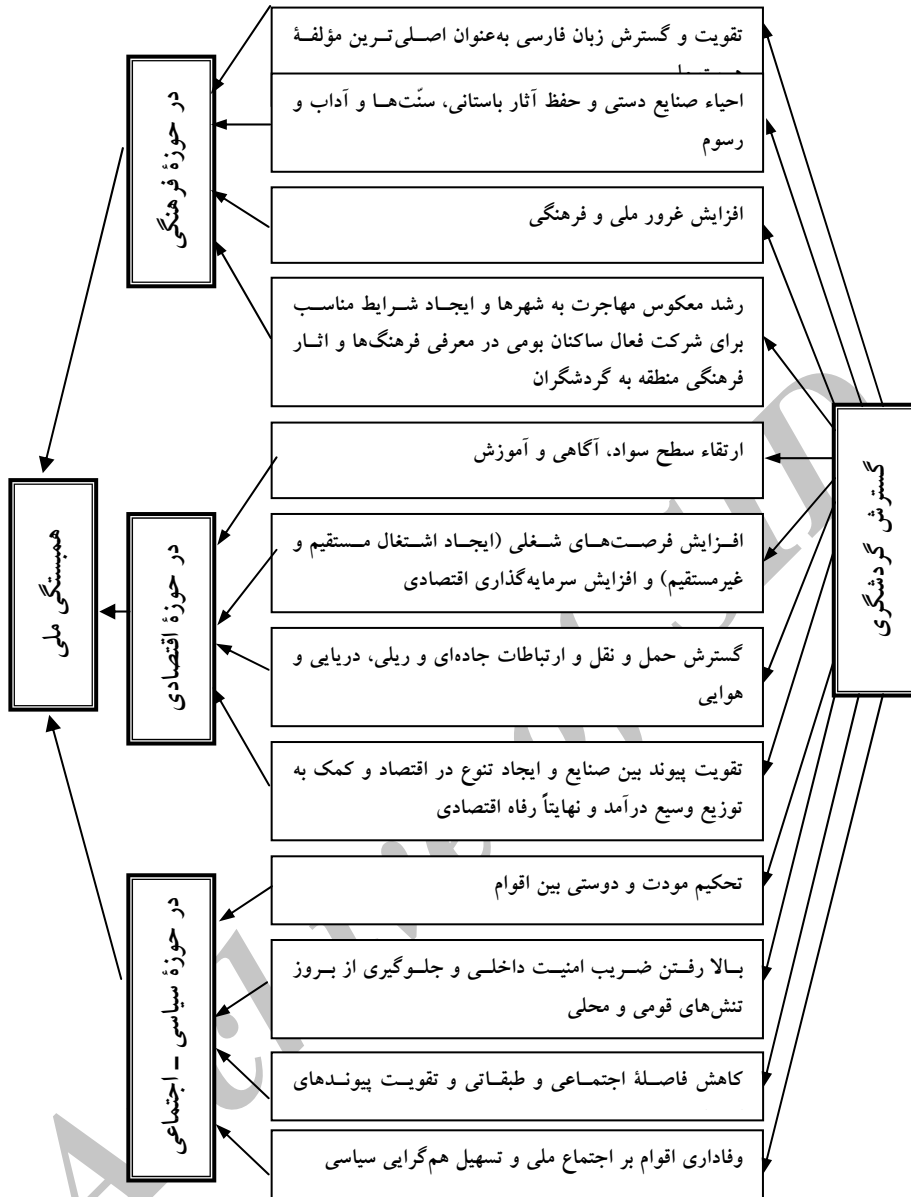 گسترش گردشگری
تقویت و گسترش زبان فارسی به‌عنوان اصلی‌ترین مؤلفهٔ
احیاء صنایع دستی و حفظ آثار باستانی، سنّت‌ها و آداب و
رسوم
افزایش غرور ملی و فرهنگی
رشد معکوس مهاجرت به شهرها و ایجاد شرایط مناسب
برای شرکت فعال ساکنان بومی در معرفی فرهنگ‌ها و اثار
فرهنگی منطقه به گردشگران
ارتقاء سطح سواد، آگاهی و آموزش
افزایش فرصت‌های شغلی (ایجاد اشتغال مستقیم و
غیرمستقیم) و افزایش سرمایه‌گذاری اقتصادی
گسترش حمل و نقل و ارتباطات جاده‌ای و ریلی، دریایی و
هوایی
تقویت پیوند بین صنایع و ایجاد تنوع در اقتصاد و کمک به
توزیع وسیع درآمد و نهایتاً رفاه اقتصادی
تحکیم مودت و دوستی بین اقوام
بالا رفتن ضریب امنیت داخلی و جلوگیری از بروز
تنش‌های قومی و محلی
کاهش فاصلهٔ اجتماعی و طبقاتی و تقویت پیوندهای
وفاداری اقوام بر اجتماع ملی و تسهیل هم‌گرایی سیاسی
در حوزهٔ فرهنگی
در حوزهٔ اقتصادی
در حوزهٔ سیاسی – اجتماعی
همبستگی ملی